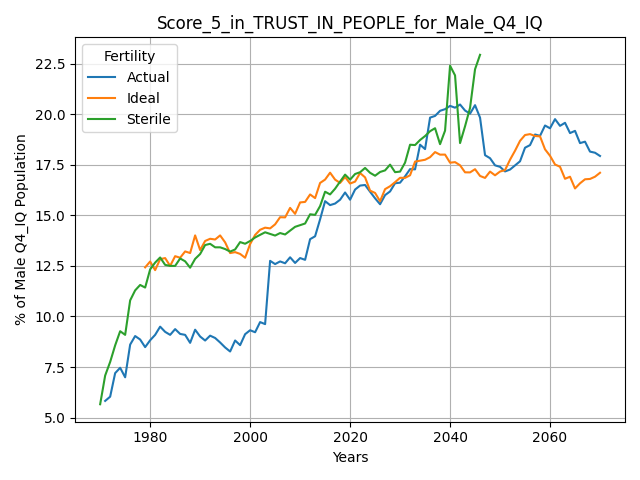 Score_5_in_TRUST_IN_PEOPLE_for_Male_Q4_IQ
Fertility
Actual
Ideal
Sterile
% of Male Q4_IQ Population
22.5
20.0
17.5
15.0
12.5
10.0
7.5
5.0
1980 2000 2020 2040 2060
Years